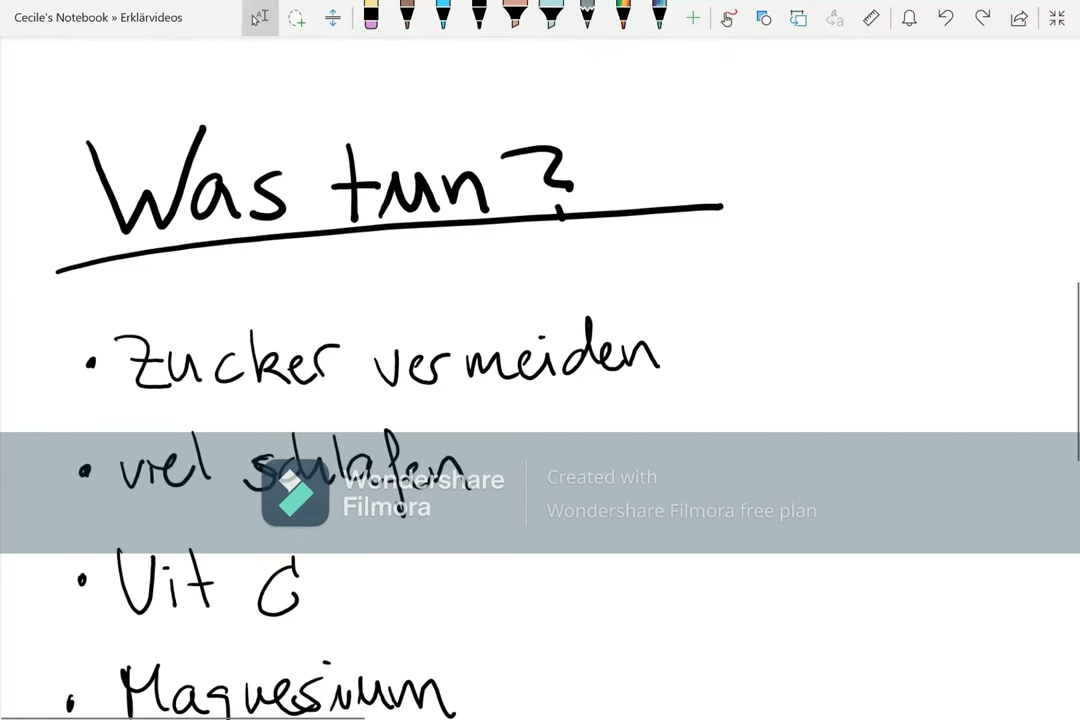 Cecile's Notebook » Erklärvideos
Was tun?
• Zucker vermeiden
• viel schlafen
Wondershare
Filmora
Created with
Wondershare Filmora free plan
• Vit C
• Magnesium